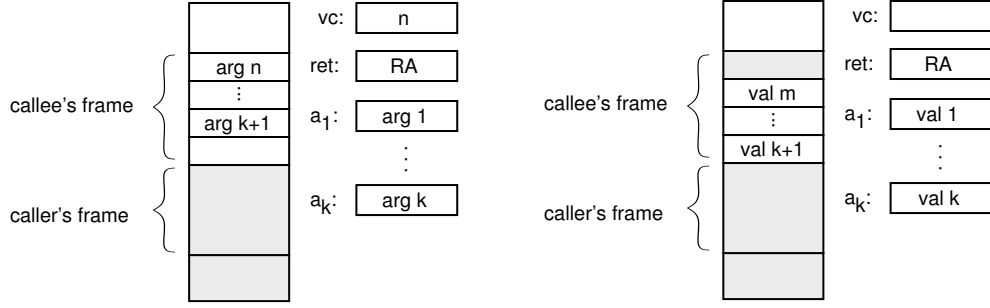 vc: n
arg n
ret: RA
⋮
callee's frame
arg k+1
a1: arg 1
⋮
caller's frame
ak: arg k
vc:
ret: RA
val m
callee's frame
⋮
a1: val 1
val k+1
⋮
caller's frame
ak: val k